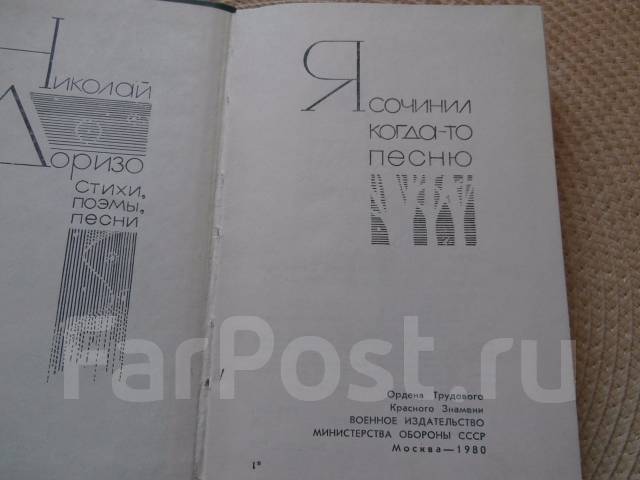 Николай
Доризо
стихи,
поэмы,
песни
Я сочинил
когда-то
песню
Ордена Трудового
Красного Знамени
ВОЕННОЕ ИЗДАТЕЛЬСТВО
МИНИСТЕРСТВА ОБОРОНЫ СССР
Москва—1980
1*
FarPost.ru